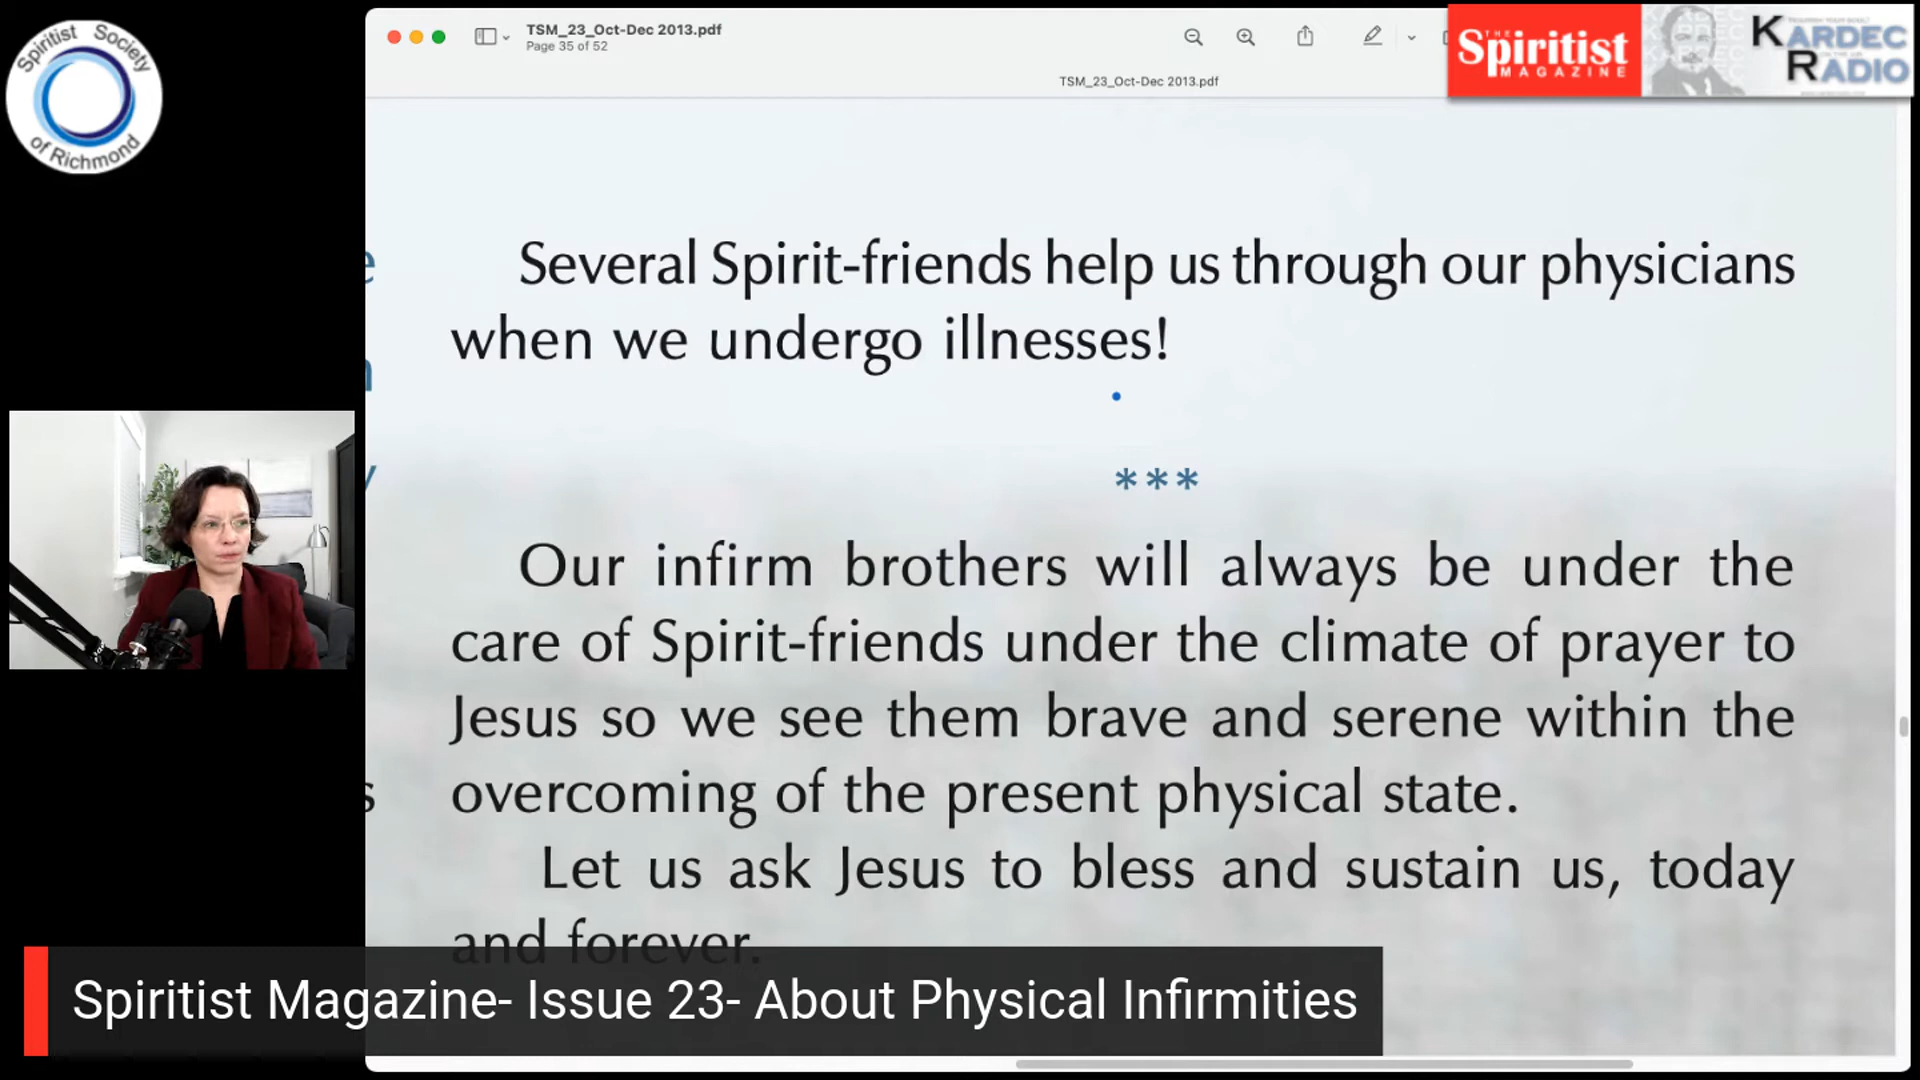 Spiritist Society
of Richmond
TSM_23_Oct-Dec 2013.pdf
Page 35 of 52
TSM_23_Oct-Dec 2013.pdf
THE
Spiritist
MAGAZINE
KARDEC
RADIO
Several Spirit-friends help us through our physicians
when we undergo illnesses!
***
Our infirm brothers will always be under the
care of Spirit-friends under the climate of prayer to
Jesus so we see them brave and serene within the
overcoming of the present physical state.
Let us ask Jesus to bless and sustain us, today
and forever.
Spiritist Magazine- Issue 23- About Physical Infirmities